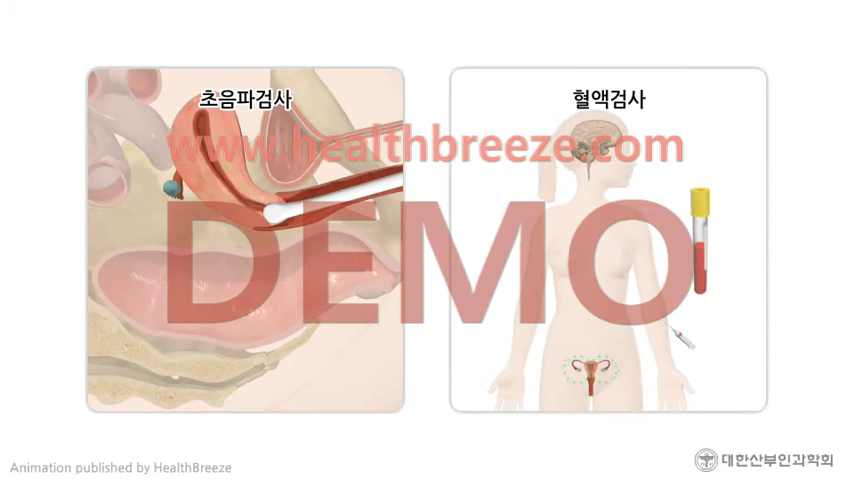 초음파검사
혈액검사
www.healthbreeze.com
DEMO
Animation published by HealthBreeze
대한산부인과학회